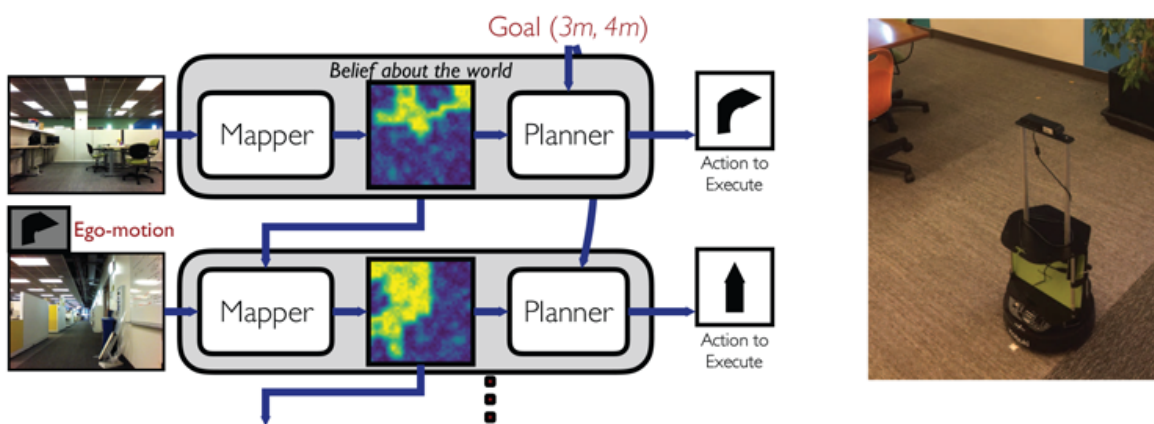 Goal (3m, 4m)
Belief about the world
Mapper
Planner
Action to
Execute
Ego-motion
Mapper
Planner
Action to
Execute